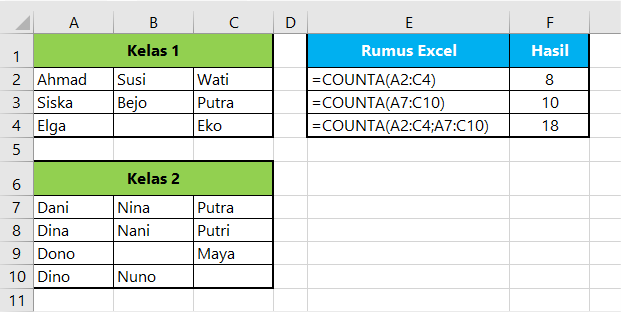 A B C D E F
1 Kelas 1 Rumus Excel Hasil
2 Ahmad Susi Wati =COUNTA(A2:C4) 8
3 Siska Bejo Putra =COUNTA(A7:C10) 10
4 Elga Eko =COUNTA(A2:C4;A7:C10) 18
5
6 Kelas 2
7 Dani Nina Putra
8 Dina Nani Putri
9 Dono Maya
10 Dino Nuno
11